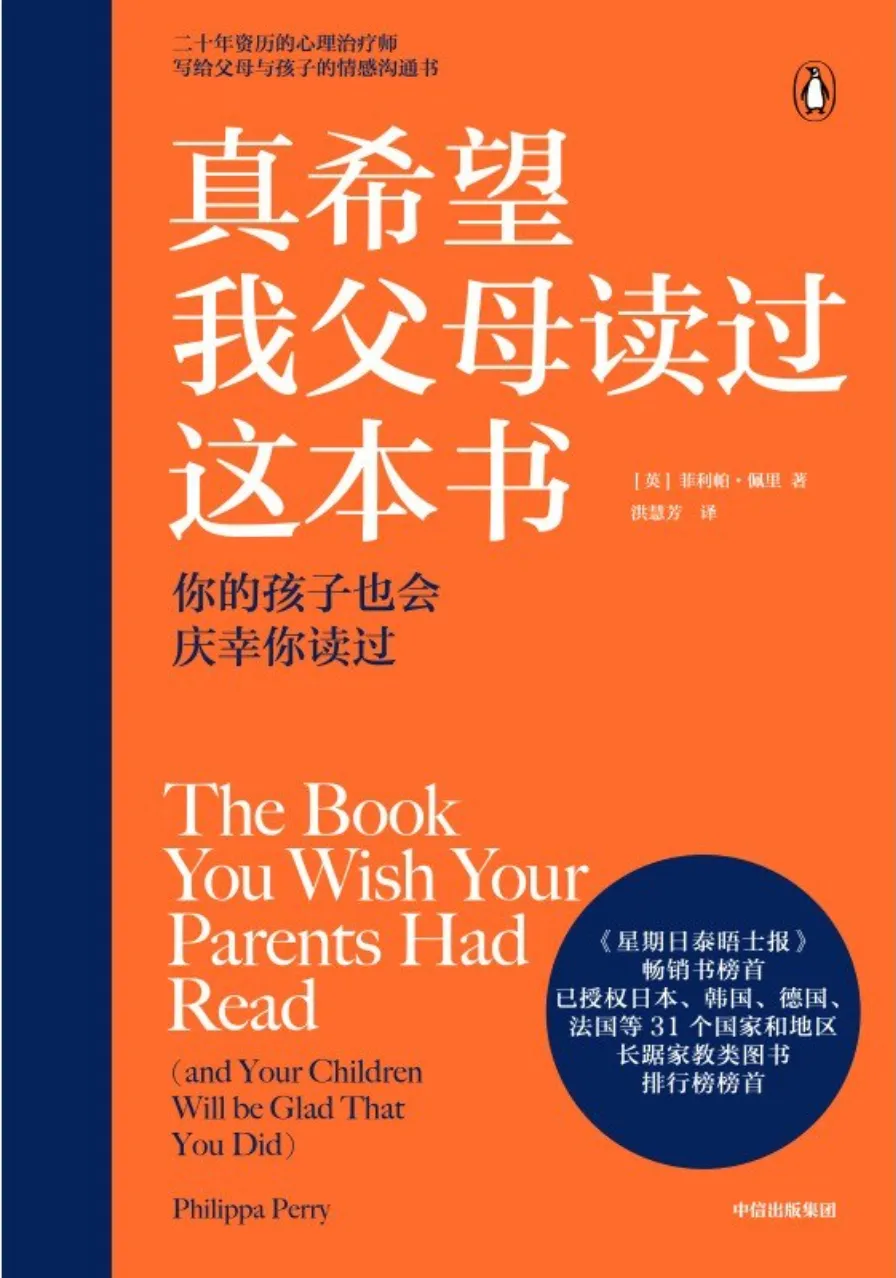 二十年资历的心理治疗师
写给父母与孩子的情感沟通书
真希望
我父母读过
这本书
[英] 菲利帕·佩里 著
洪慧芳 译
你的孩子也会
庆幸你读过
The Book
You Wish Your
Parents Had
Read
(and Your Children
Will be Glad That
You Did)
Philippa Perry
《星期日泰晤士报》
畅销书榜首
已授权日本、韩国、德国、
法国等 31 个国家和地区
长踞家教类图书
排行榜榜首
中信出版集团